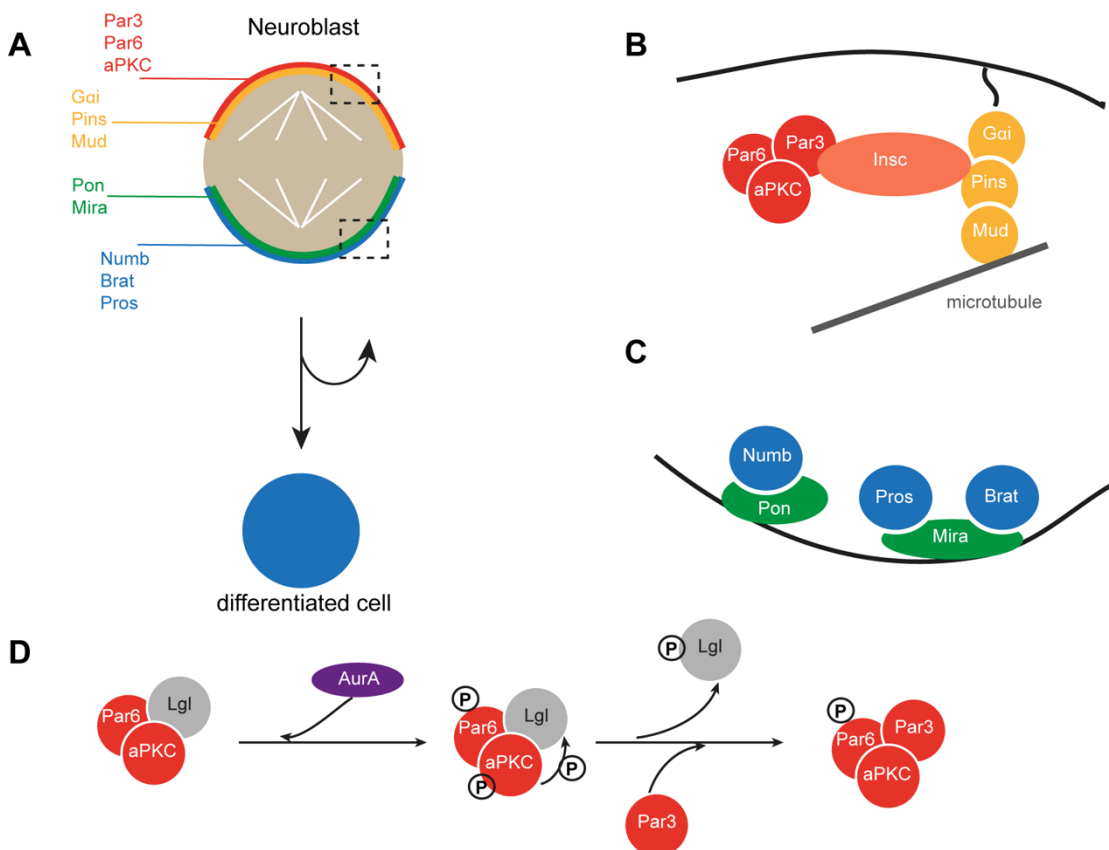 A
Neuroblast
Par3
Par6
aPKC
Gαi
Pins
Mud
Pon
Mira
Numb
Brat
Pros
differentiated cell
B
Par6
Par3
aPKC
Insc
Gαi
Pins
Mud
microtubule
C
Numb
Pon
Pros
Brat
Mira
D
Par6
Lgl
aPKC
AurA
P
Par6
Lgl
aPKC
P
P
P
Lgl
Par3
P
Par6
Par3
aPKC